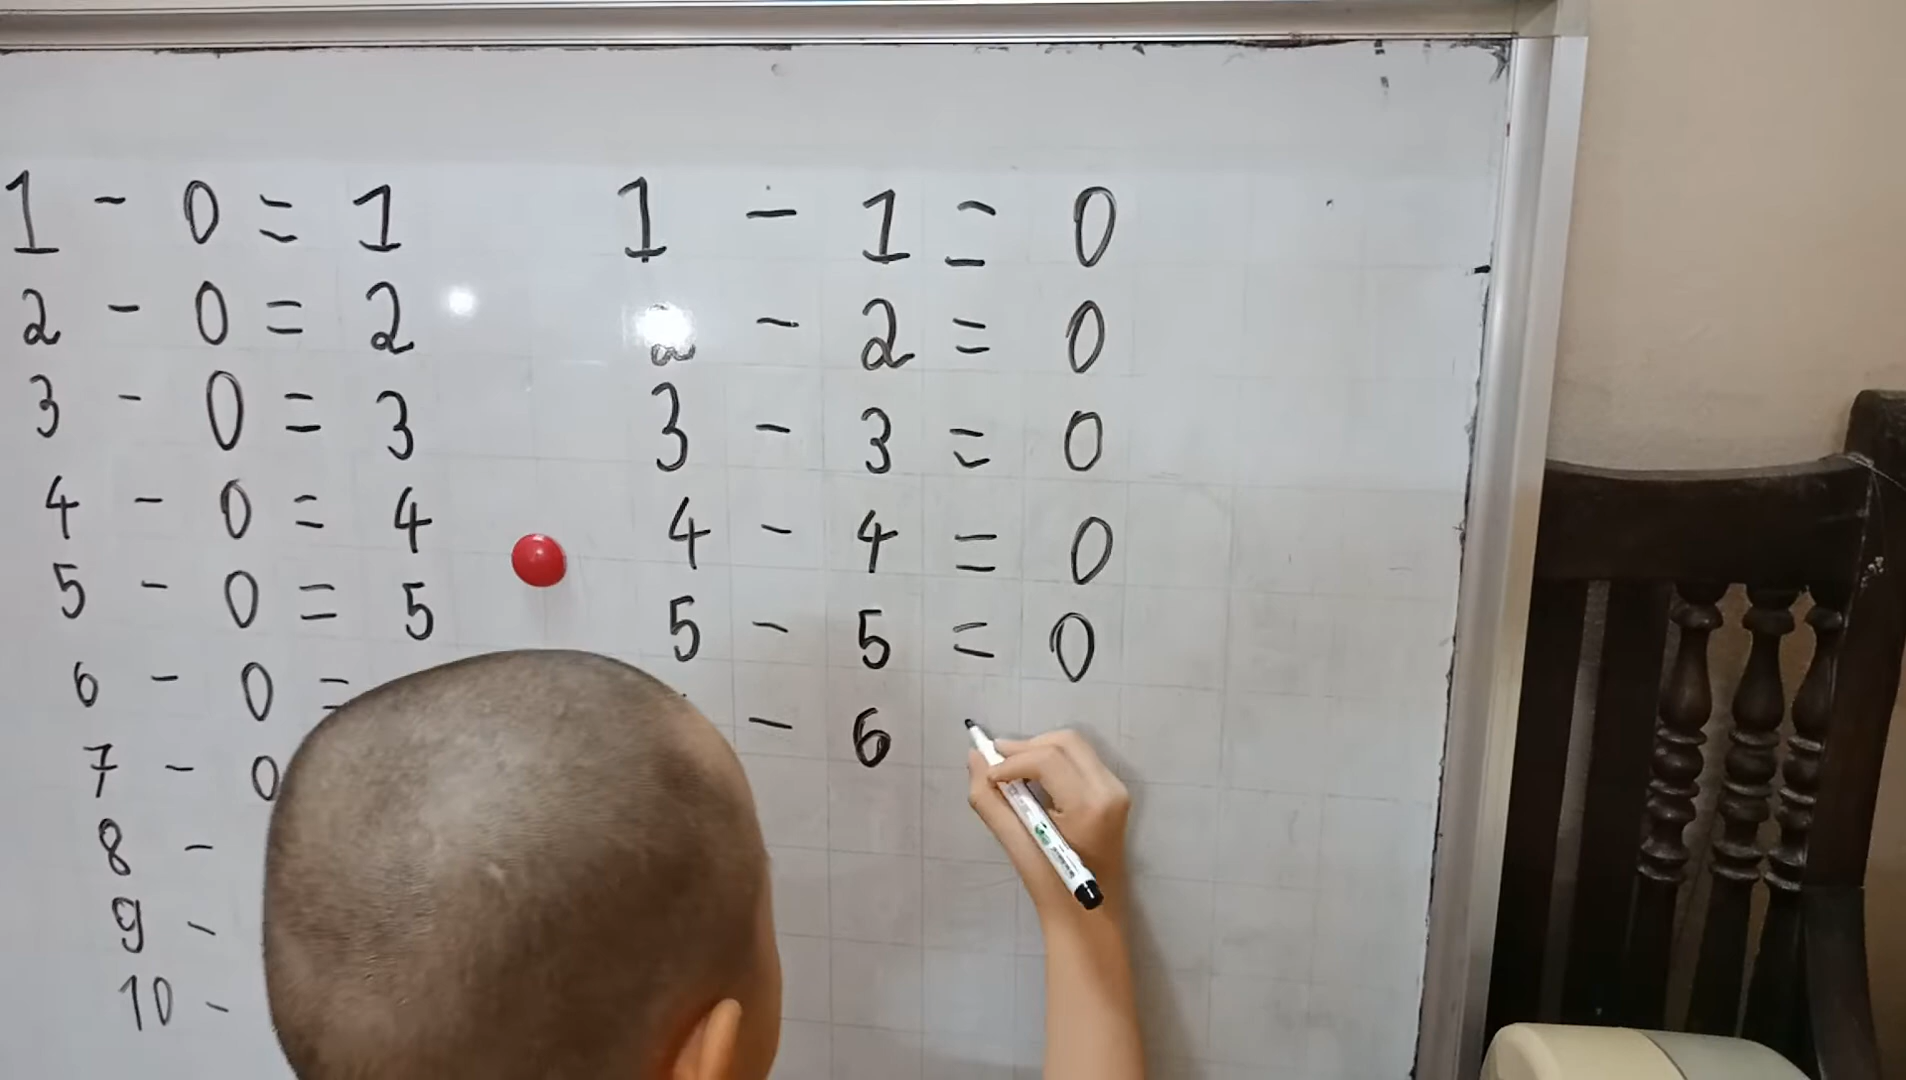 1 - 0 = 1
2 - 0 = 2
3 - 0 = 3
4 - 0 = 4
5 - 0 = 5
6 - 0 =
7 - 0
8 -
9 -
10 -
1 - 1 = 0
- 2 = 0
3 - 3 = 0
4 - 4 = 0
5 - 5 = 0
- 6